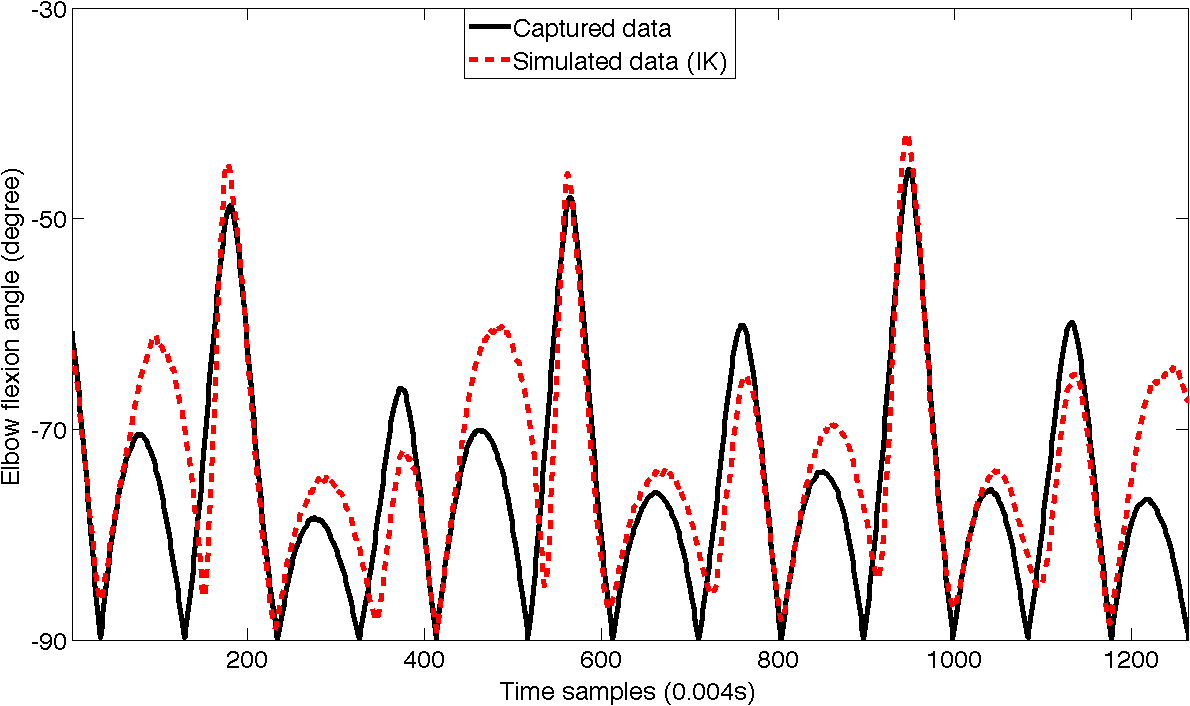 -30
Captured data
Simulated data (IK)
-50
Elbow flexion angle (degree)
-70
-90
200 400 600 800 1000 1200
Time samples (0.004s)